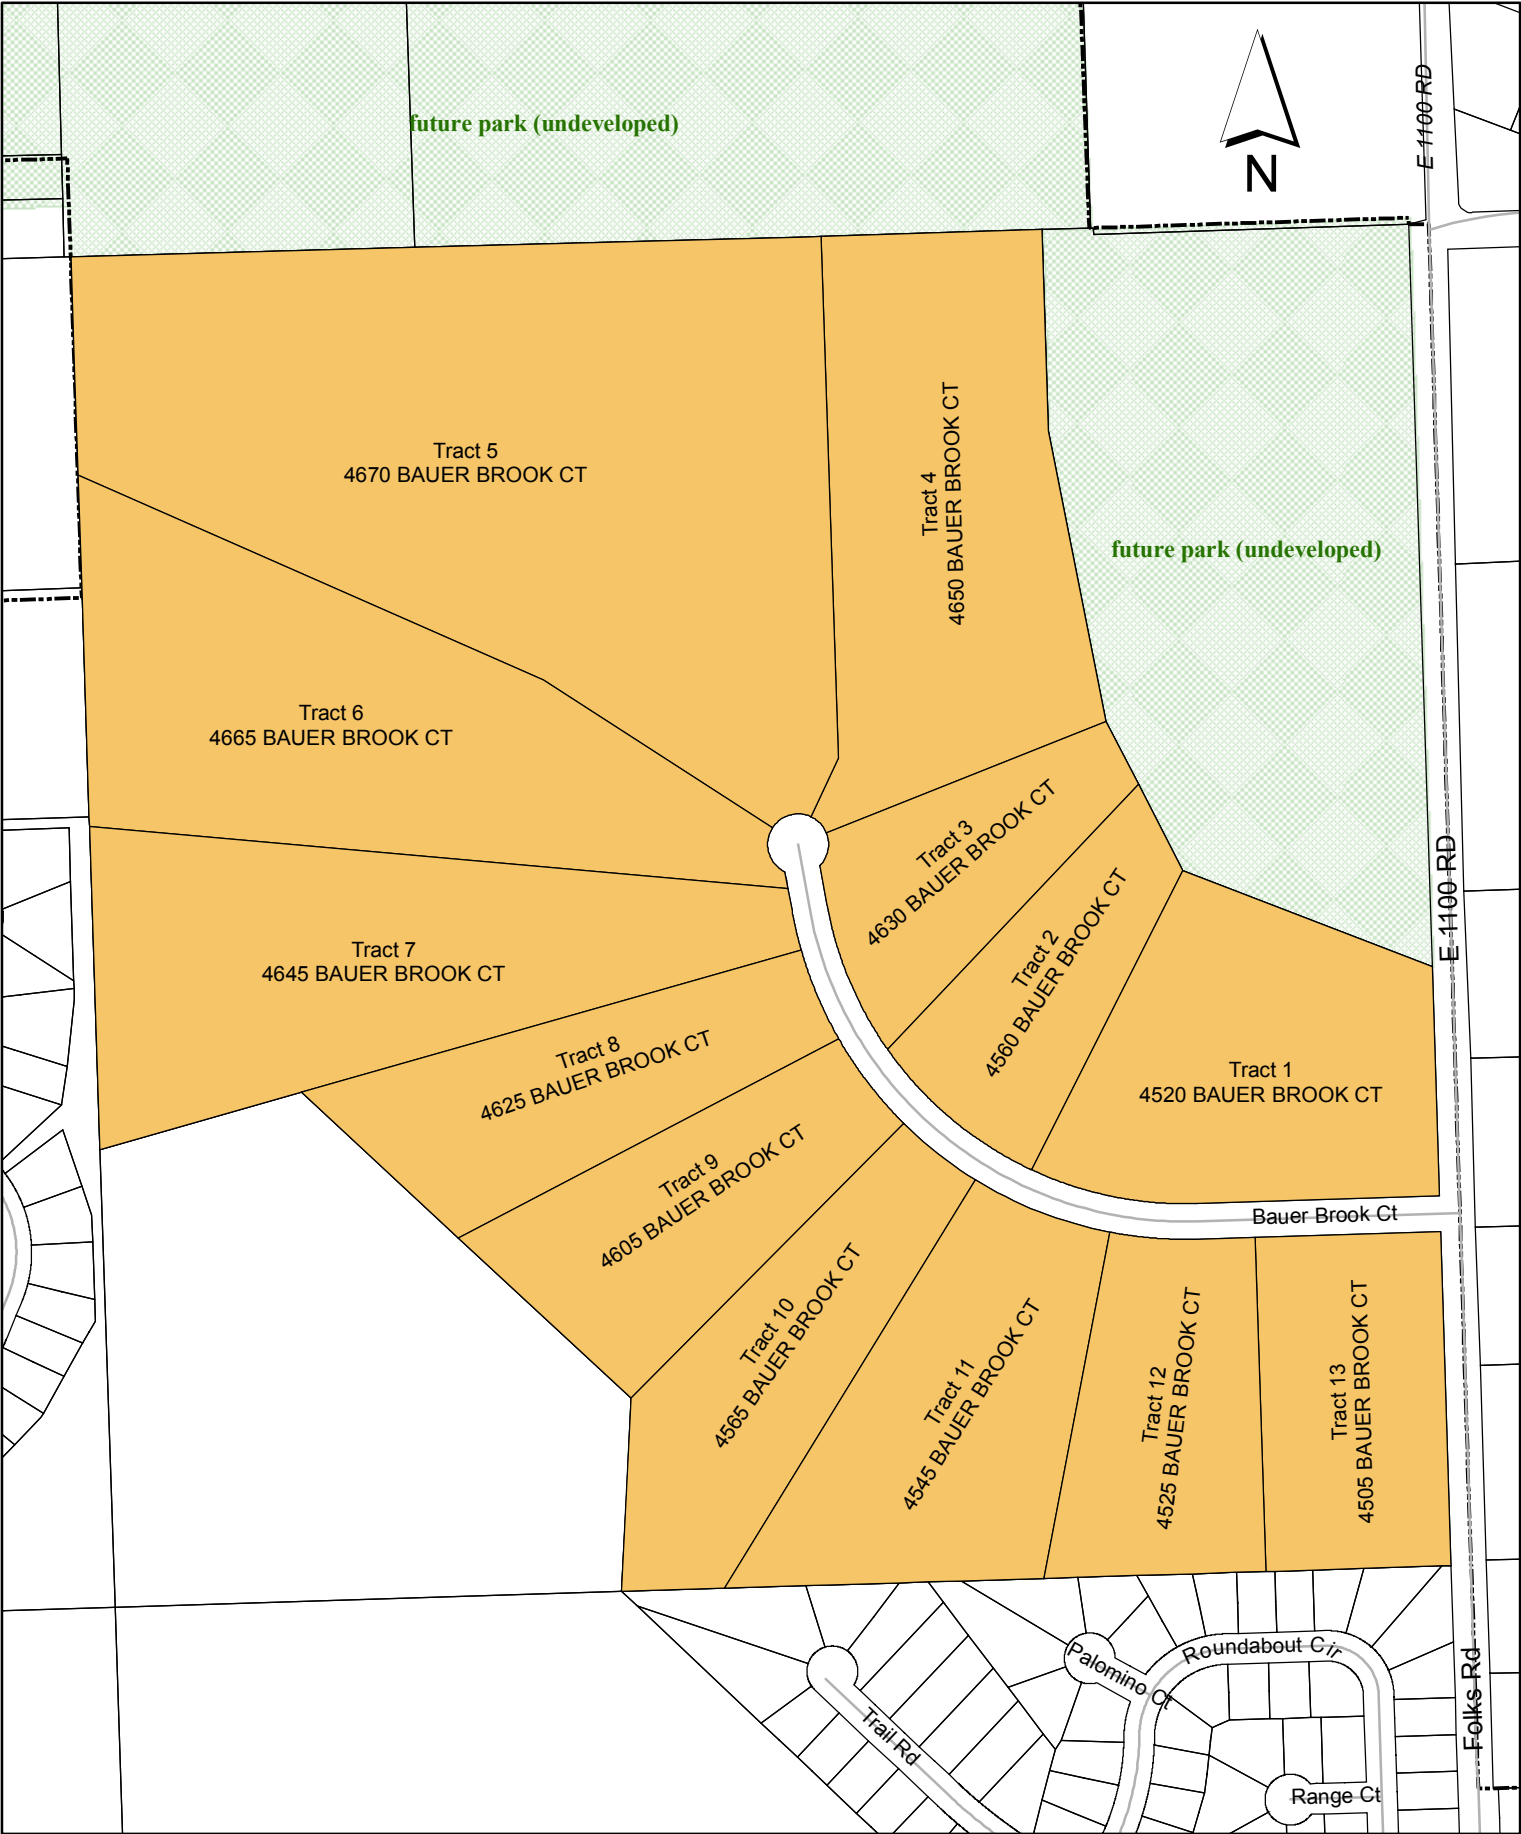 future park (undeveloped)
N
E 1100 RD
Tract 5
4670 BAUER BROOK CT
Tract 4
4650 BAUER BROOK CT
future park (undeveloped)
Tract 6
4665 BAUER BROOK CT
Tract 3
4630 BAUER BROOK CT
E 1100 RD
Tract 2
4560 BAUER BROOK CT
Tract 7
4645 BAUER BROOK CT
Tract 8
4625 BAUER BROOK CT
Tract 1
4520 BAUER BROOK CT
Tract 9
4605 BAUER BROOK CT
Bauer Brook Ct
Tract 10
4565 BAUER BROOK CT
Tract 11
4545 BAUER BROOK CT
Tract 12
4525 BAUER BROOK CT
Tract 13
4505 BAUER BROOK CT
Roundabout Cir
Palomino Ct
Folks Rd
Trail Rd
Range Ct